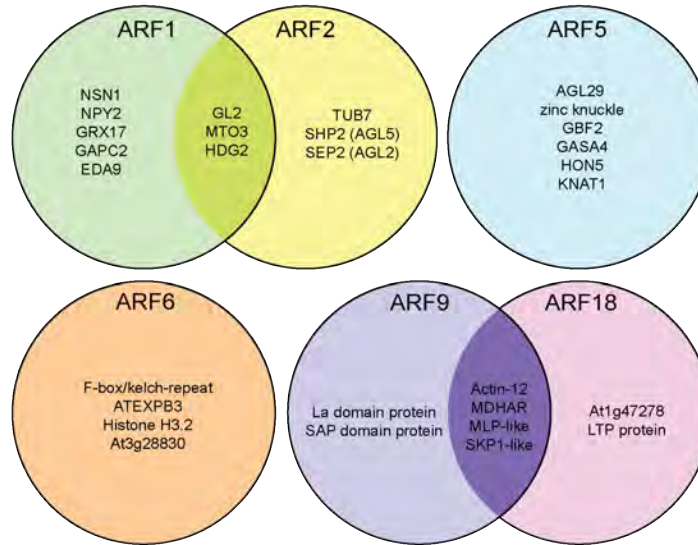 ARF1
ARF2
ARF5
NSN1
NPY2
GRX17
GAPC2
EDA9
GL2
MTO3
HDG2
TUB7
SHP2 (AGL5)
SEP2 (AGL2)
AGL29
zinc knuckle
GBF2
GASA4
HON5
KNAT1
ARF6
ARF9
ARF18
F-box/kelch-repeat
ATEXPB3
Histone H3.2
At3g28830
La domain protein
SAP domain protein
Actin-12
MDHAR
MLP-like
SKP1-like
At1g47278
LTP protein